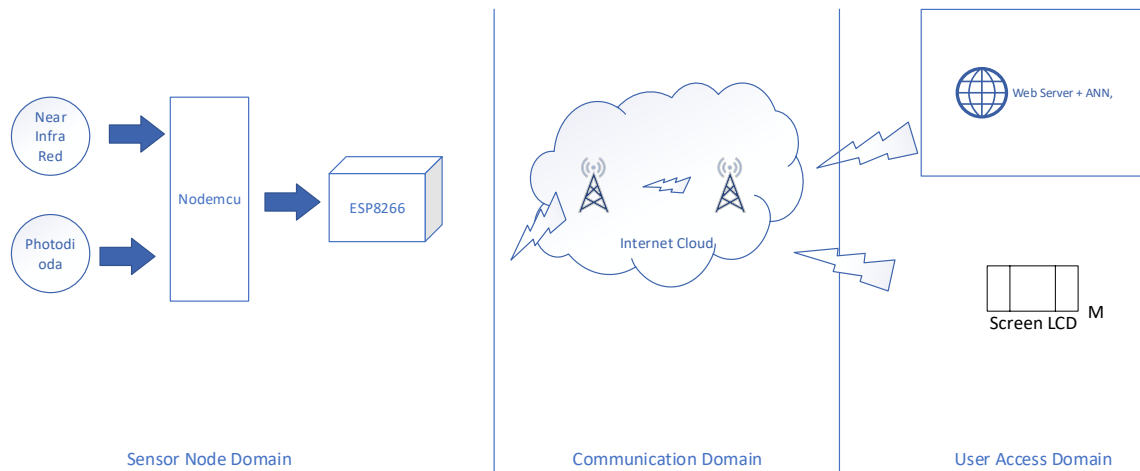 Near
Infra
Red
Photodi
oda
Nodemcu
ESP8266
Internet Cloud
Web Server + ANN,
Screen LCD
M
Sensor Node Domain
Communication Domain
User Access Domain